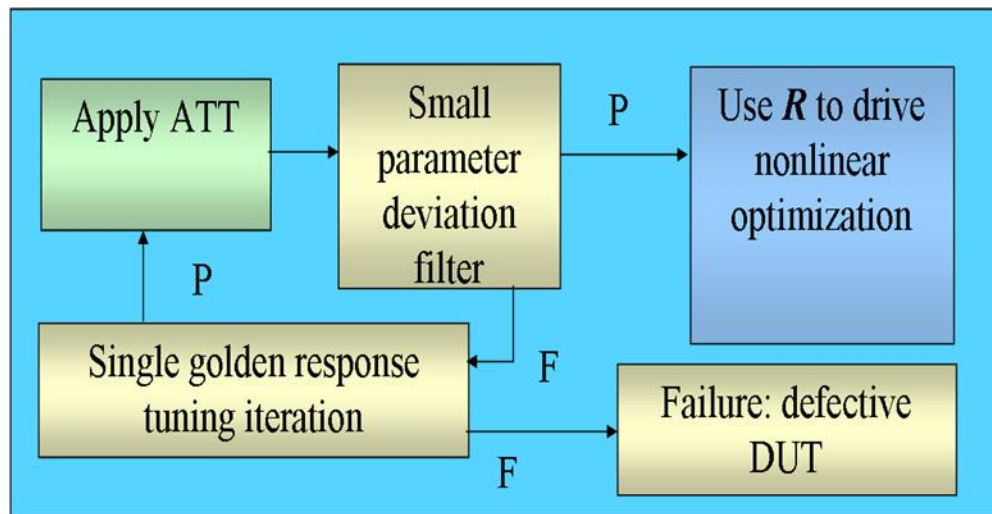 Apply ATT
Small
parameter
deviation
filter
P
Use R to drive
nonlinear
optimization
P
F
Single golden response
tuning iteration
F
Failure: defective
DUT